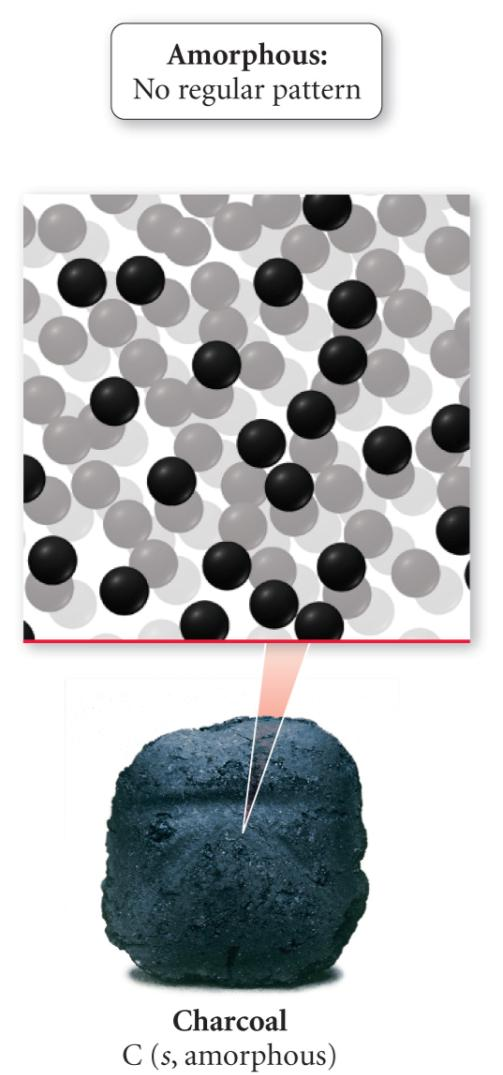 Amorphous:
No regular pattern
Charcoal
C (s, amorphous)